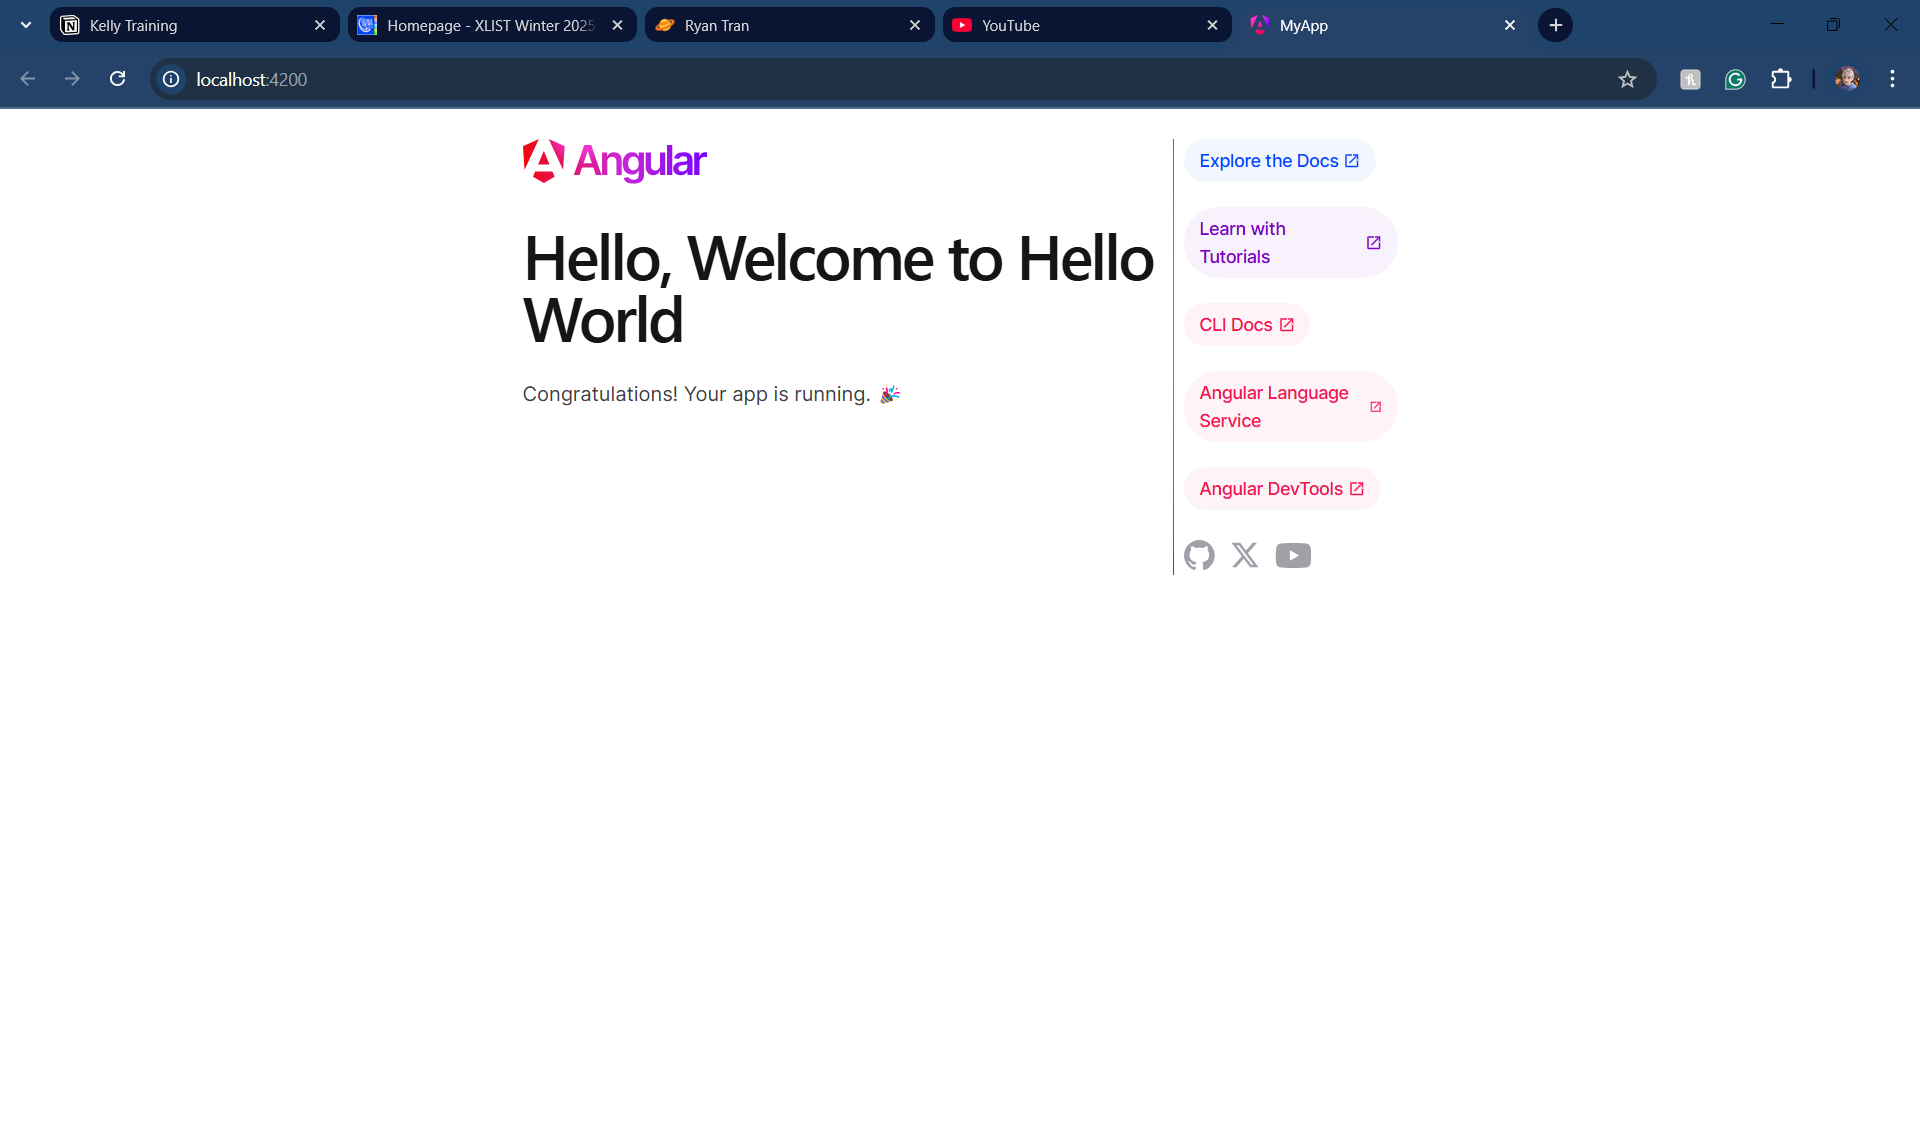 Kelly Training
Homepage - XLIST Winter 2025
Ryan Tran
YouTube
MyApp
localhost:4200
Angular
Hello, Welcome to Hello
World
Congratulations! Your app is running. 🎉
Explore the Docs
Learn with
Tutorials
CLI Docs
Angular Language
Service
Angular DevTools